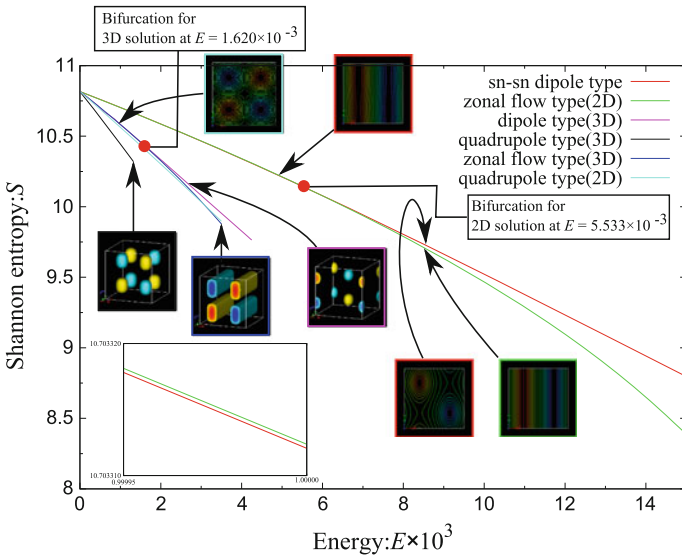 Bifurcation for
3D solution at E = 1.620×10 -3
Shannon entropy:S
11
10.5
10
9.5
9
8.5
8
sn-sn dipole type
zonal flow type(2D)
dipole type(3D)
quadrupole type(3D)
zonal flow type(3D)
quadrupole type(2D)
Bifurcation for
2D solution at E = 5.533×10 -3
10.703320
10.703310
0.99995
1.00000
0 2 4 6 8 10 12 14
Energy:E×10 3